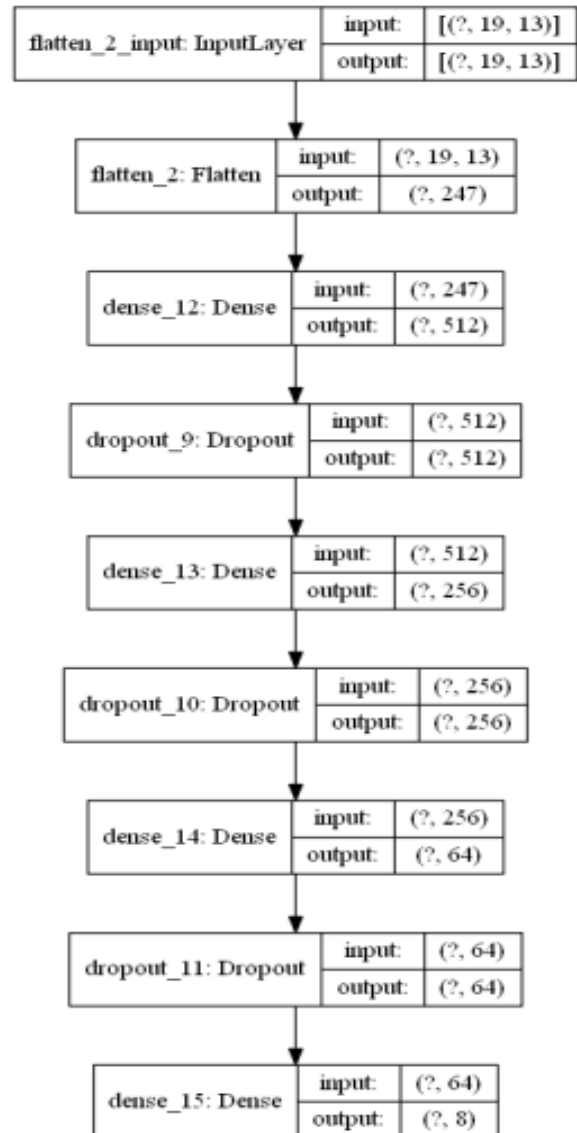 flatten_2_input: InputLayer
input: [(?, 19, 13)]
output: [(?, 19, 13)]
flatten_2: Flatten
input: (?, 19, 13)
output: (?, 247)
dense_12: Dense
input: (?, 247)
output: (?, 512)
dropout_9: Dropout
input: (?, 512)
output: (?, 512)
dense_13: Dense
input: (?, 512)
output: (?, 256)
dropout_10: Dropout
input: (?, 256)
output: (?, 256)
dense_14: Dense
input: (?, 256)
output: (?, 64)
dropout_11: Dropout
input: (?, 64)
output: (?, 64)
dense_15: Dense
input: (?, 64)
output: (?, 8)